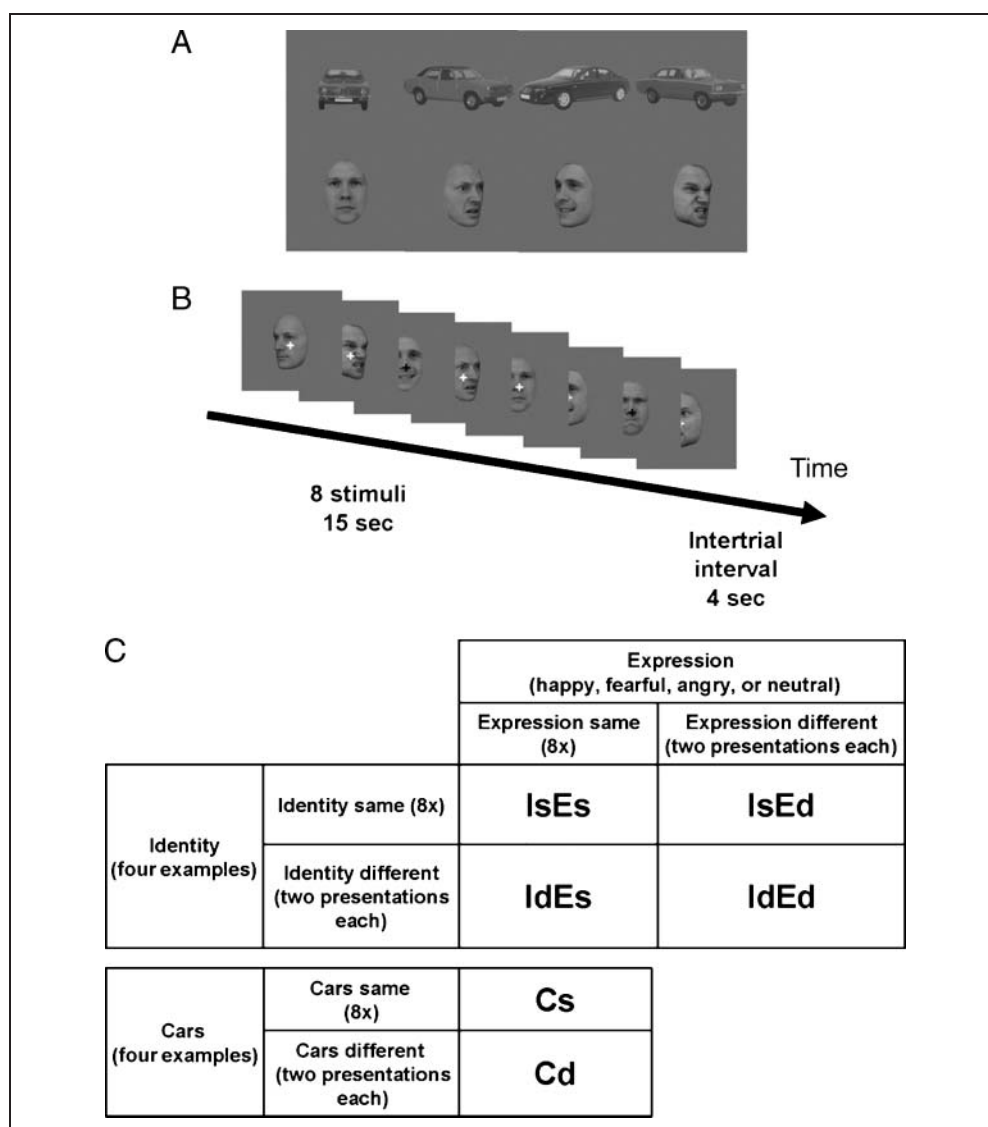 A
B
Time
8 stimuli
15 sec
Intertrial
interval
4 sec
C
Expression
(happy, fearful, angry, or neutral)
Expression same
(8x)
Expression different
(two presentations each)
Identity
(four examples)
Identity same (8x)
IsEs
IsEd
Identity different
(two presentations
each)
IdEs
IdEd
Cars
(four examples)
Cars same
(8x)
Cs
Cars different
(two presentations
each)
Cd